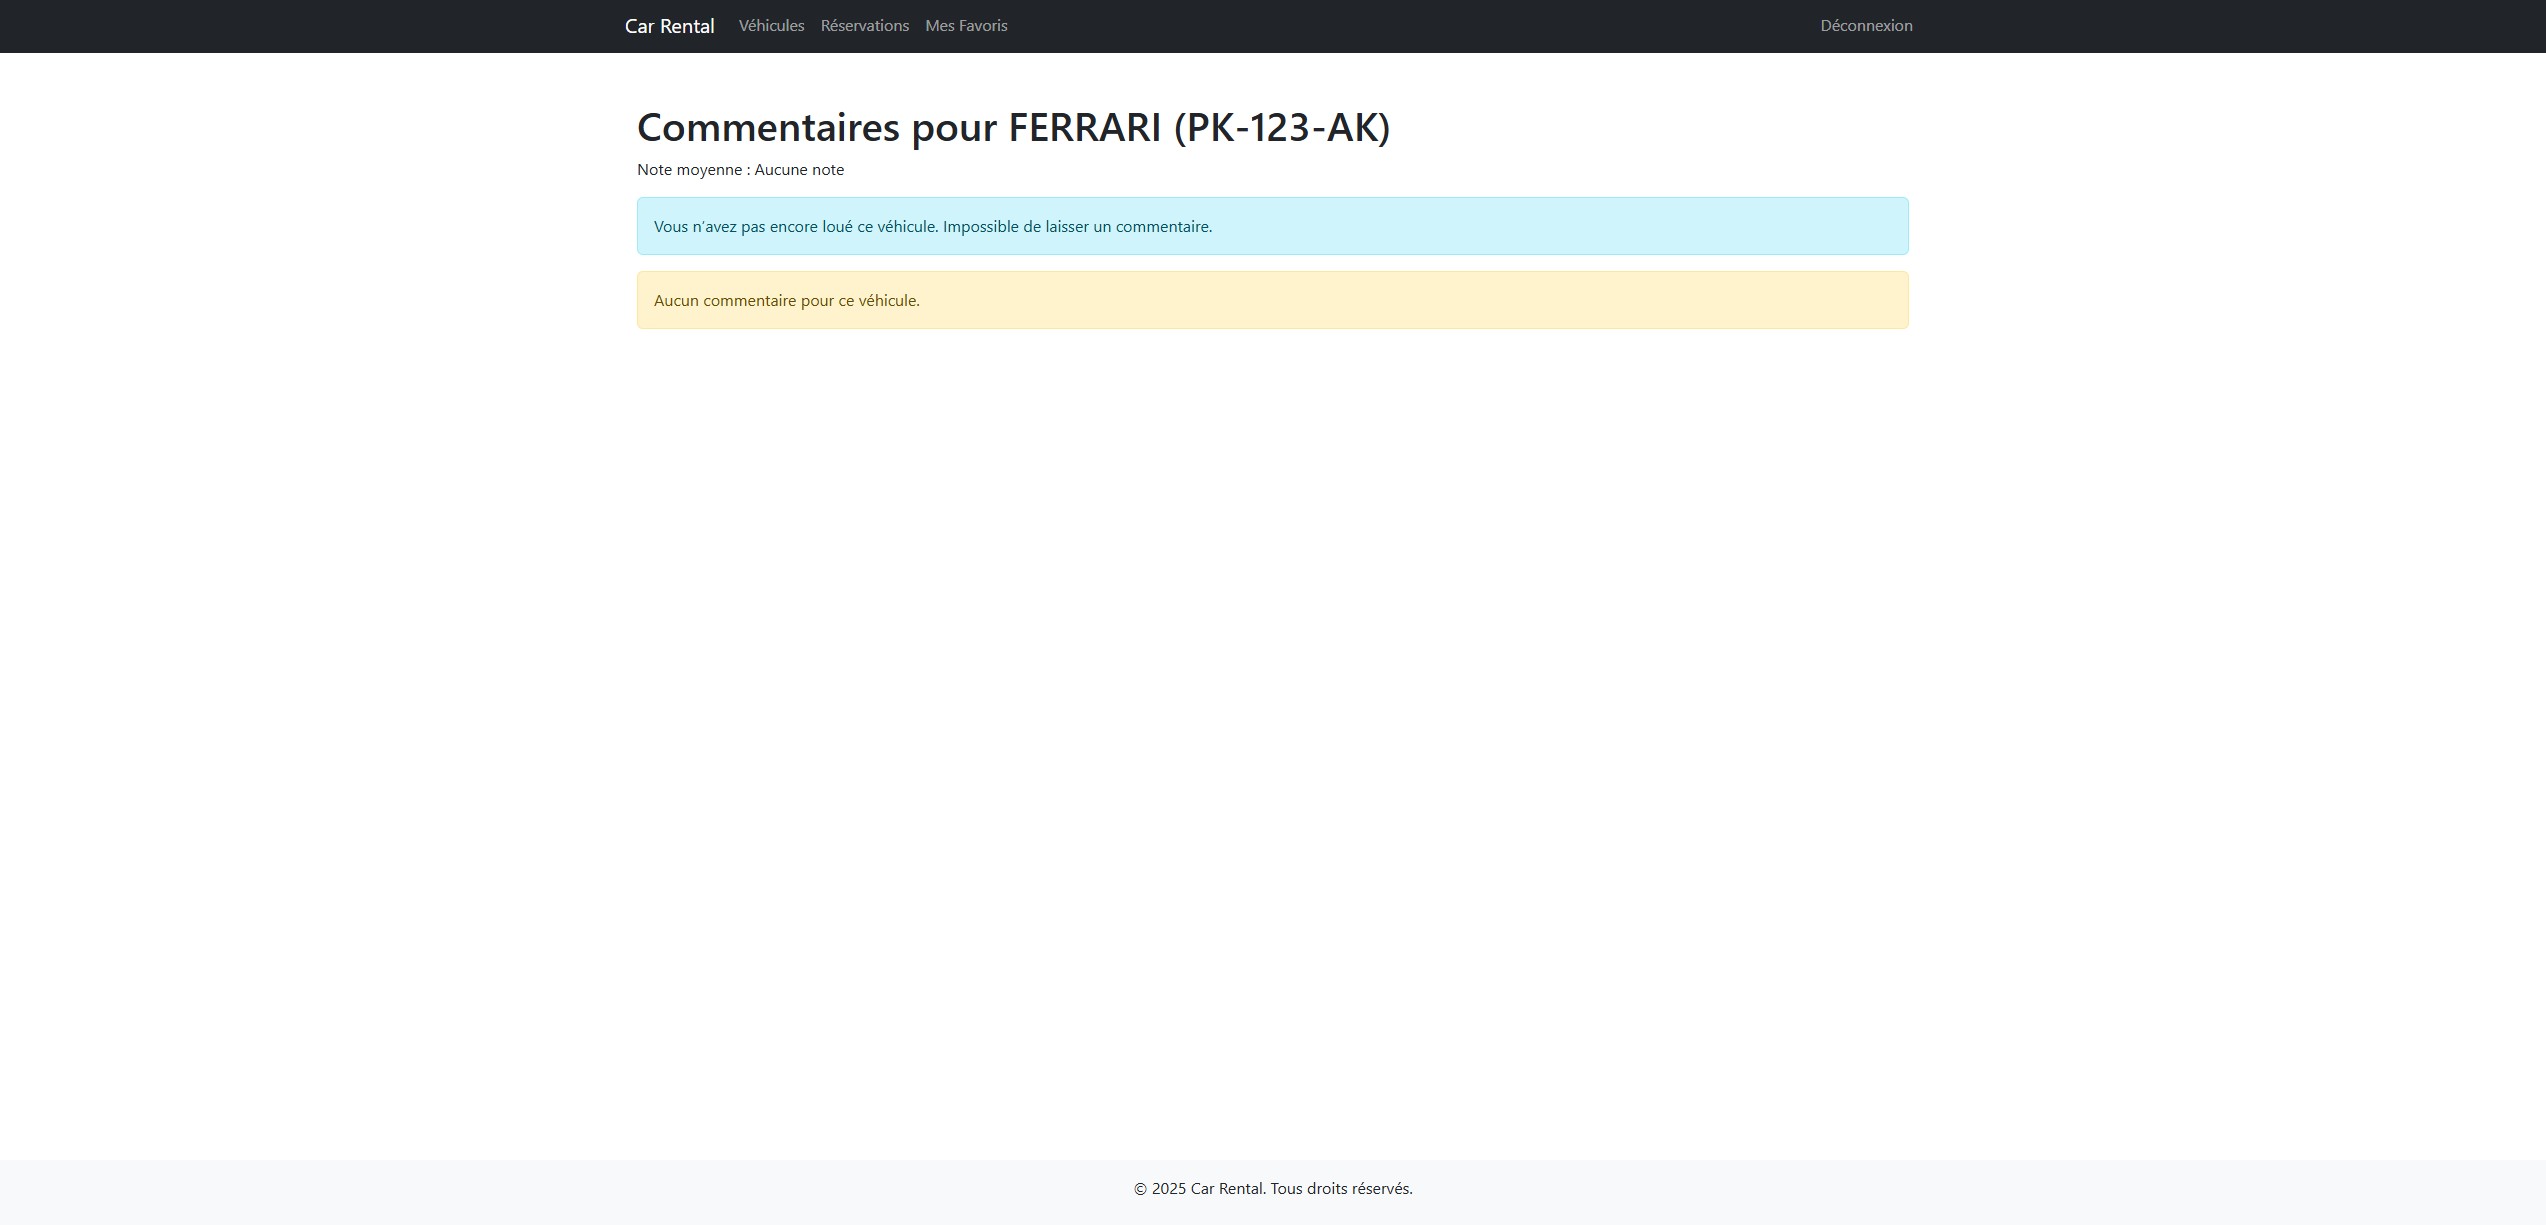 Car Rental Véhicules Réservations Mes Favoris Déconnexion
Commentaires pour FERRARI (PK-123-AK)
Note moyenne : Aucune note
Vous n'avez pas encore loué ce véhicule. Impossible de laisser un commentaire.
Aucun commentaire pour ce véhicule.
© 2025 Car Rental. Tous droits réservés.